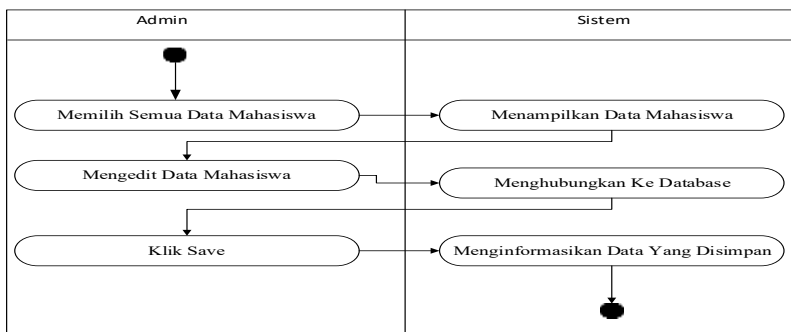 Admin
Sistem
Memilih Semua Data Mahasiswa
Menampilkan Data Mahasiswa
Mengedit Data Mahasiswa
Menghubungkan Ke Database
Klik Save
Menginformasikan Data Yang Disimpan